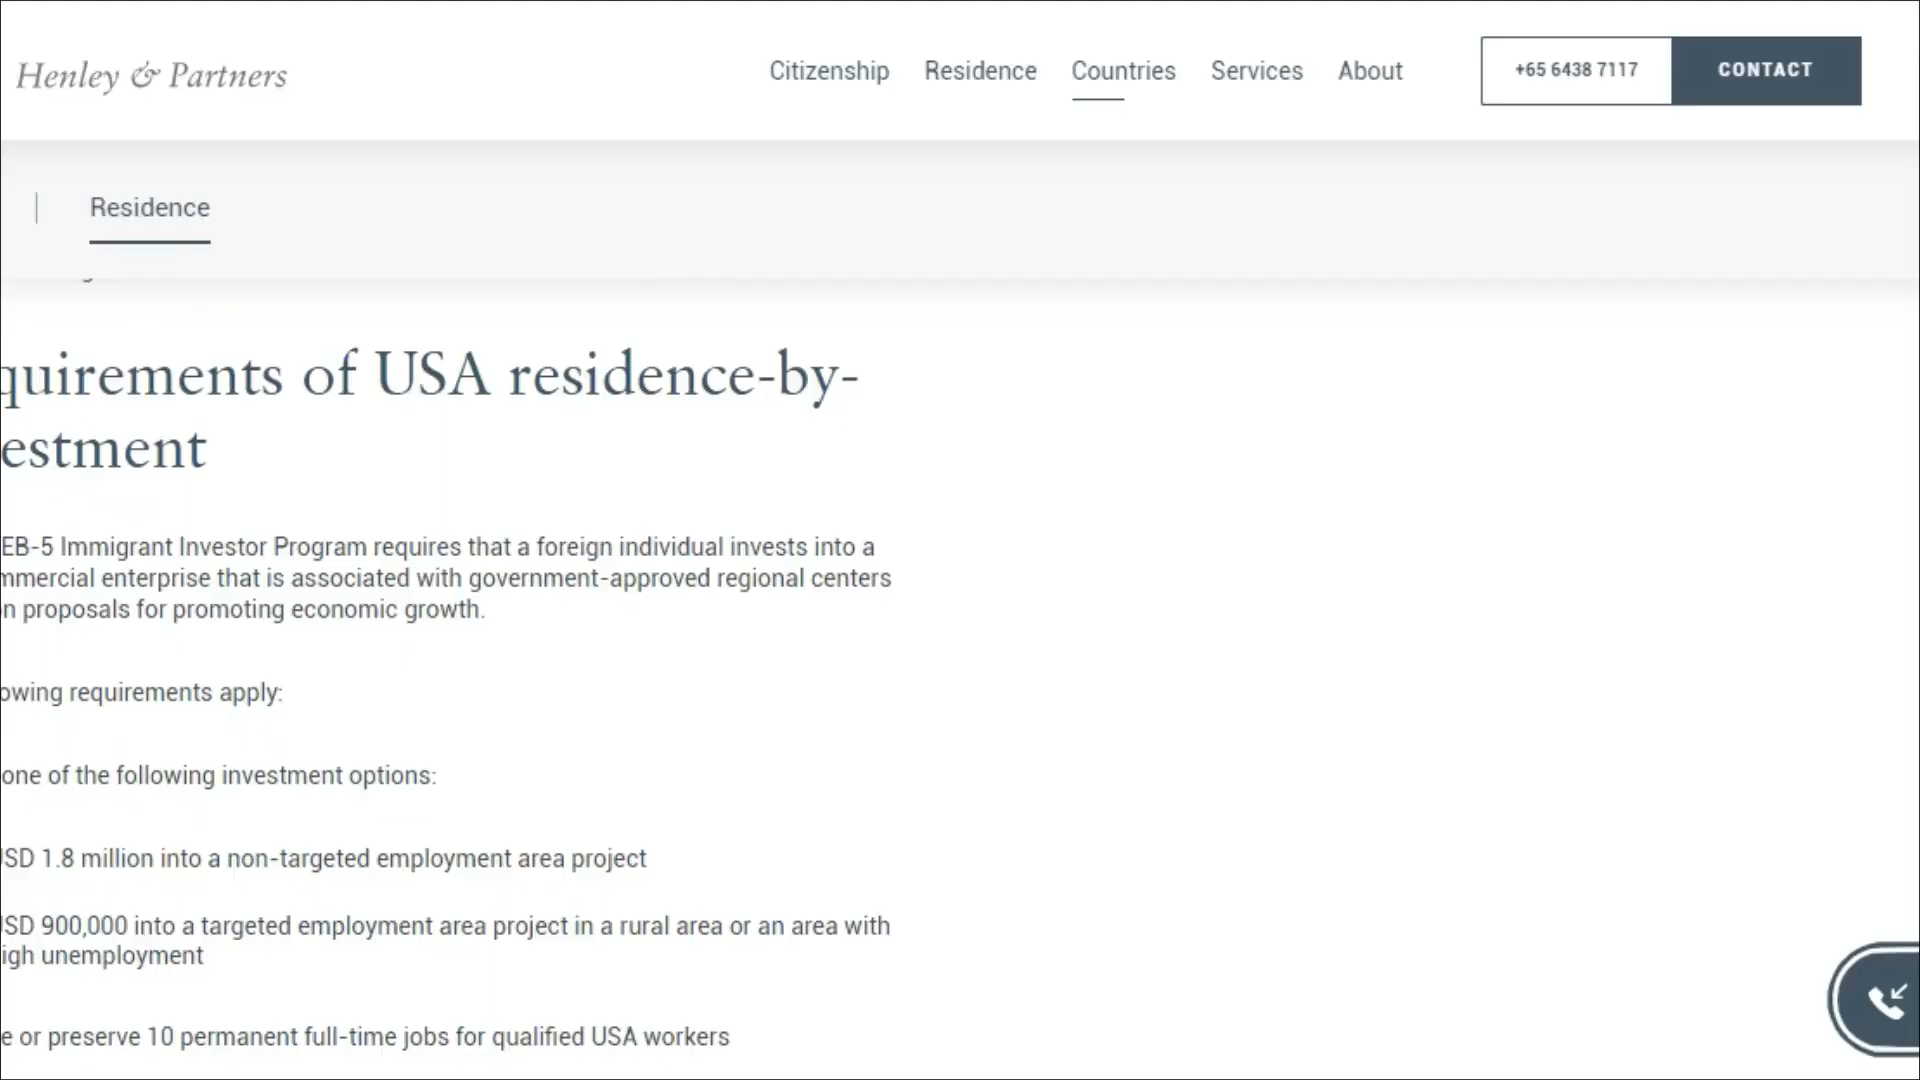 Henley & Partners
Citizenship Residence Countries Services About
+65 6438 7117
CONTACT
Residence
quirements of USA residence-by-
estment
EB-5 Immigrant Investor Program requires that a foreign individual invests into a
mmercial enterprise that is associated with government-approved regional centers
n proposals for promoting economic growth.
owing requirements apply:
one of the following investment options:
USD 1.8 million into a non-targeted employment area project
USD 900,000 into a targeted employment area project in a rural area or an area with
igh unemployment
e or preserve 10 permanent full-time jobs for qualified USA workers